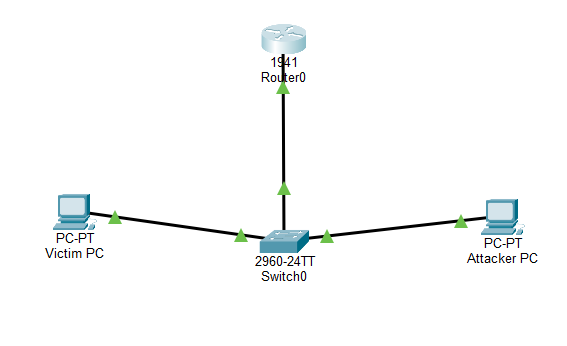 1941
Router0
PC-PT
Victim PC
2960-24TT
Switch0
PC-PT
Attacker PC